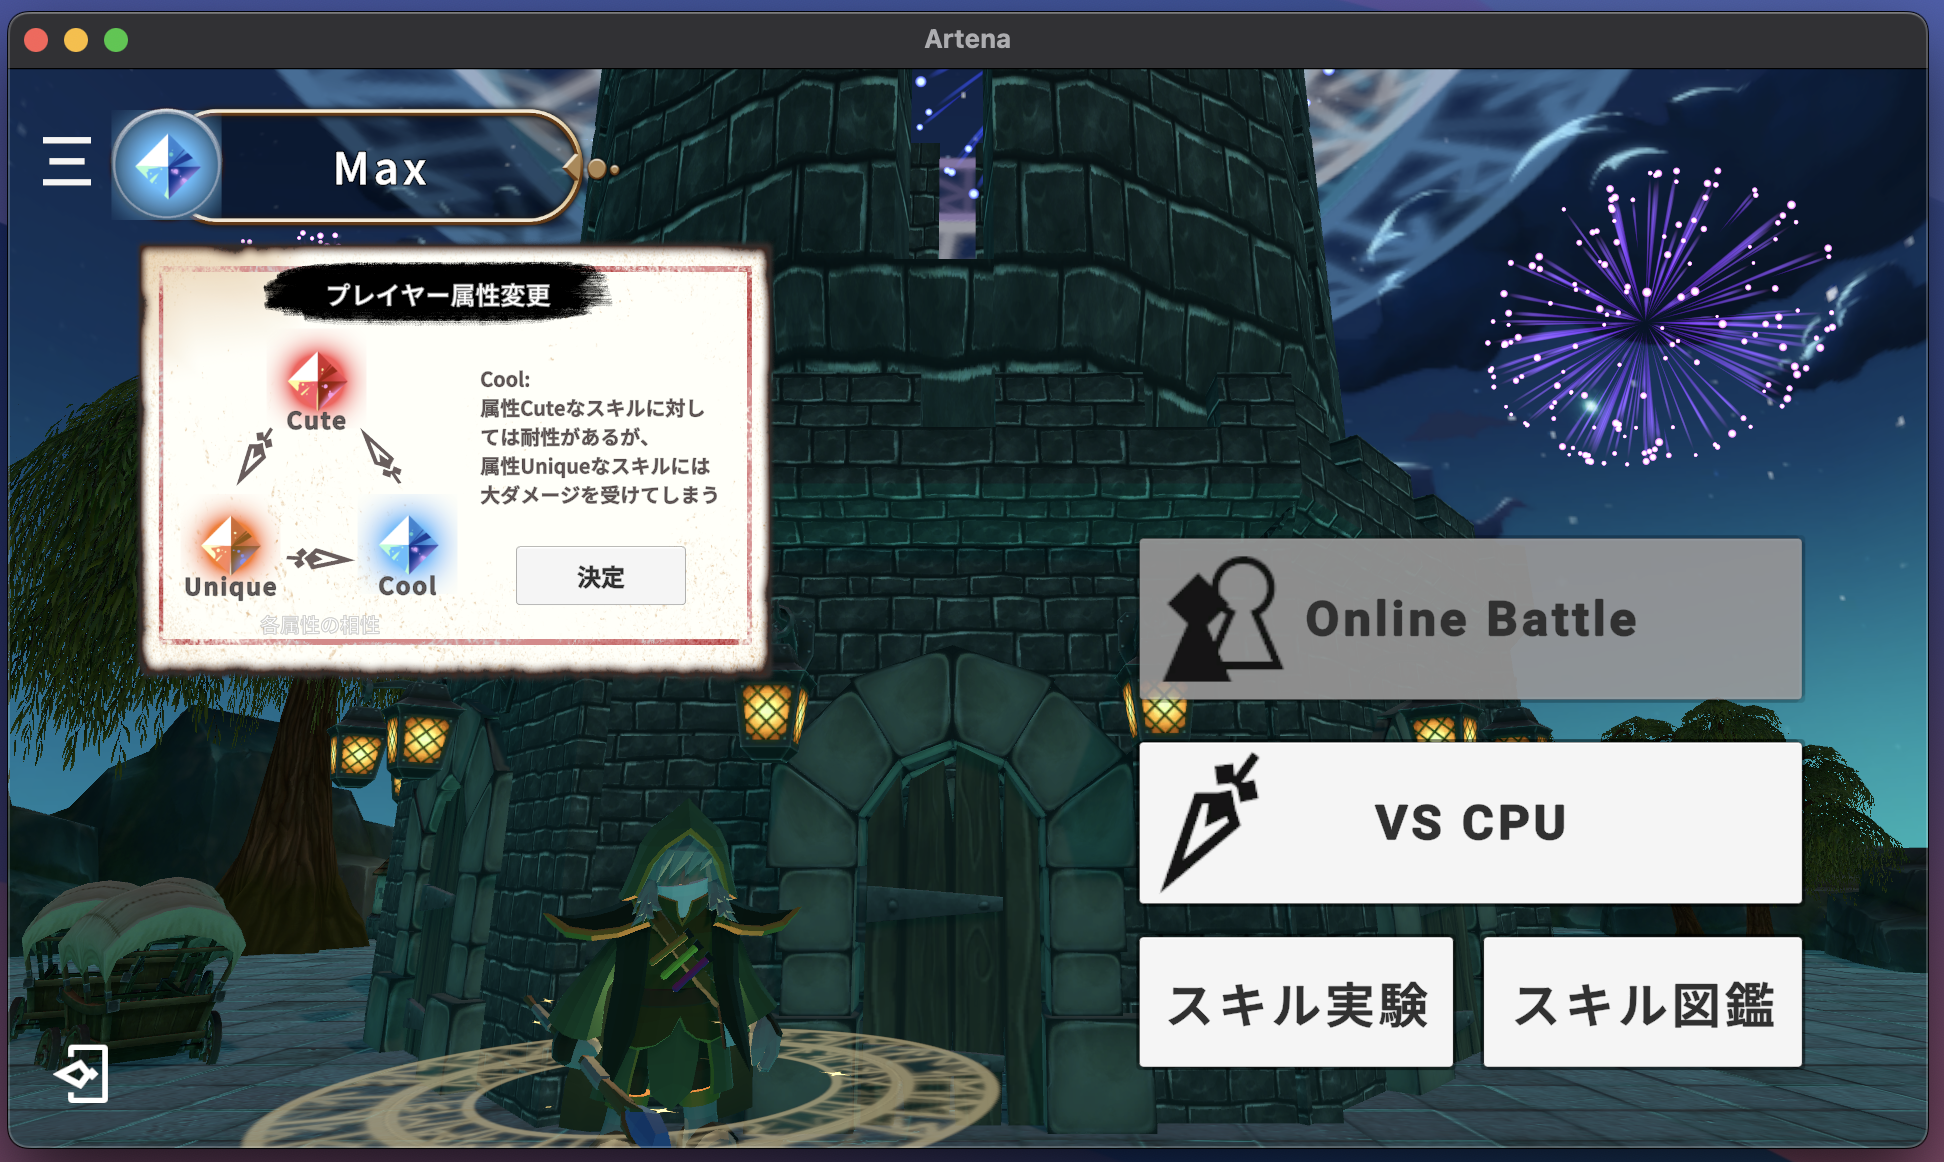 Artena
Max
プレイヤー属性変更
Cute
Unique
Cool
各属性の相性
Cool:
属性Cuteなスキルに対し
ては耐性があるが、
属性Uniqueなスキルには
大ダメージを受けてしまう
決定
Online Battle
VS CPU
スキル実験
スキル図鑑